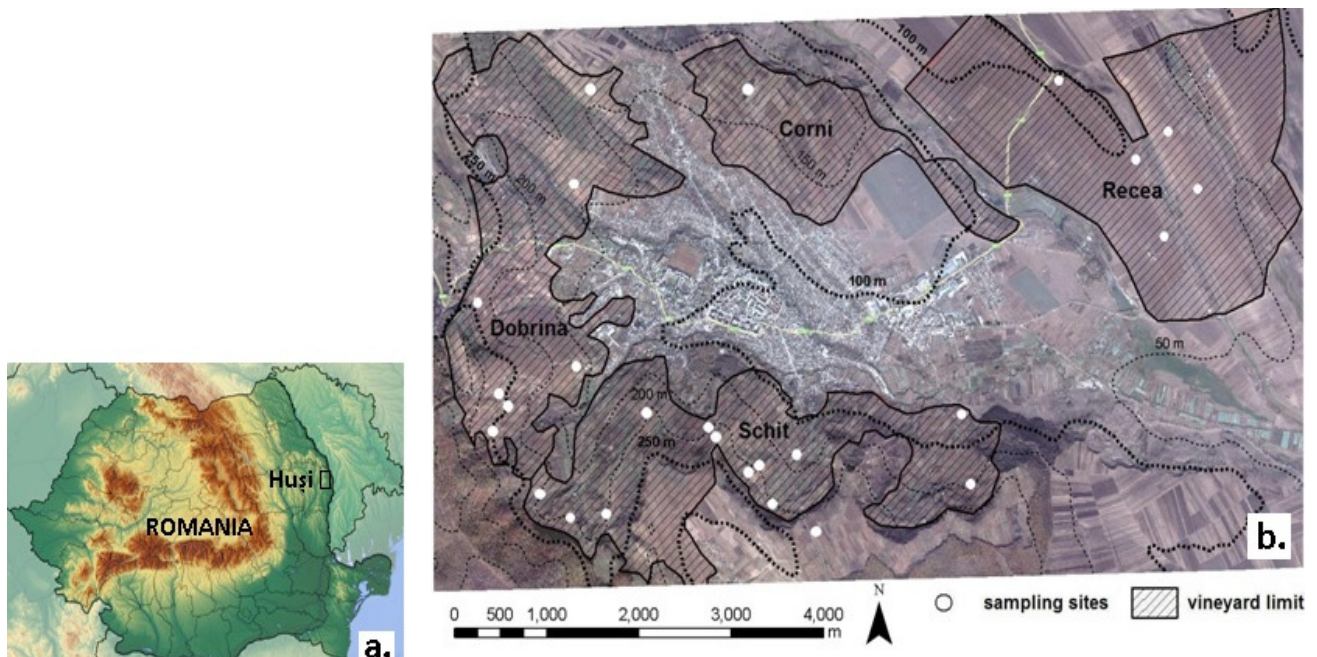 Huşi
ROMANIA
a.
100 m
Corni
150 m
250 m
200 m
Recea
100 m
Dobrina
50 m
200 m
Schit
250 m
b.
N
0 500 1,000 2,000 3,000 4,000
m
sampling sites
vineyard limit